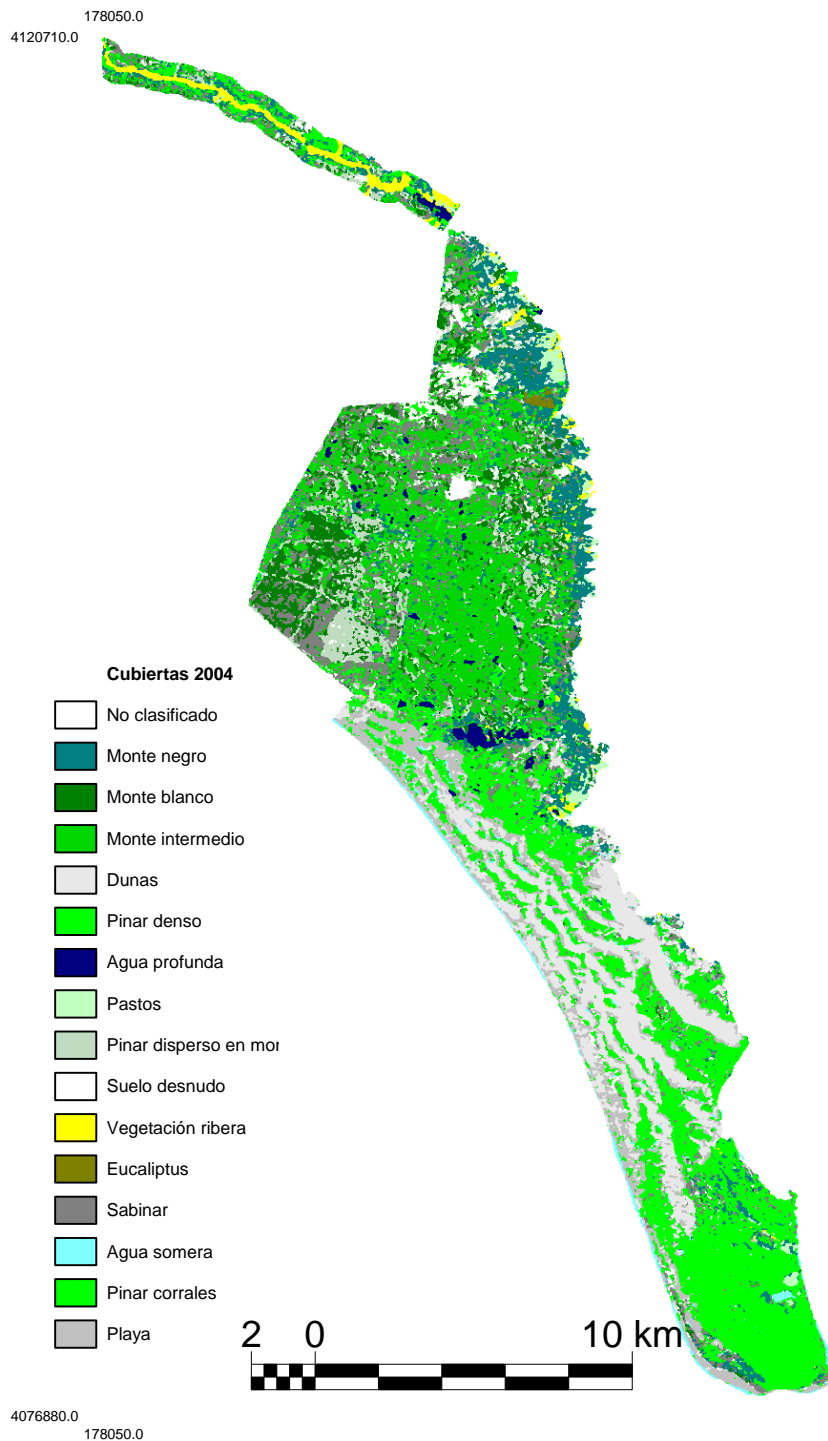 178050.0
4120710.0
Cubiertas 2004
No clasificado
Monte negro
Monte blanco
Monte intermedio
Dunas
Pinar denso
Agua profunda
Pastos
Pinar disperso en
Suelo desnudo
Vegetación ribera
Eucaliptus
Sabinar
Agua somera
Pinar corrales
Playa
2 0 10 km
4076880.0
178050.0